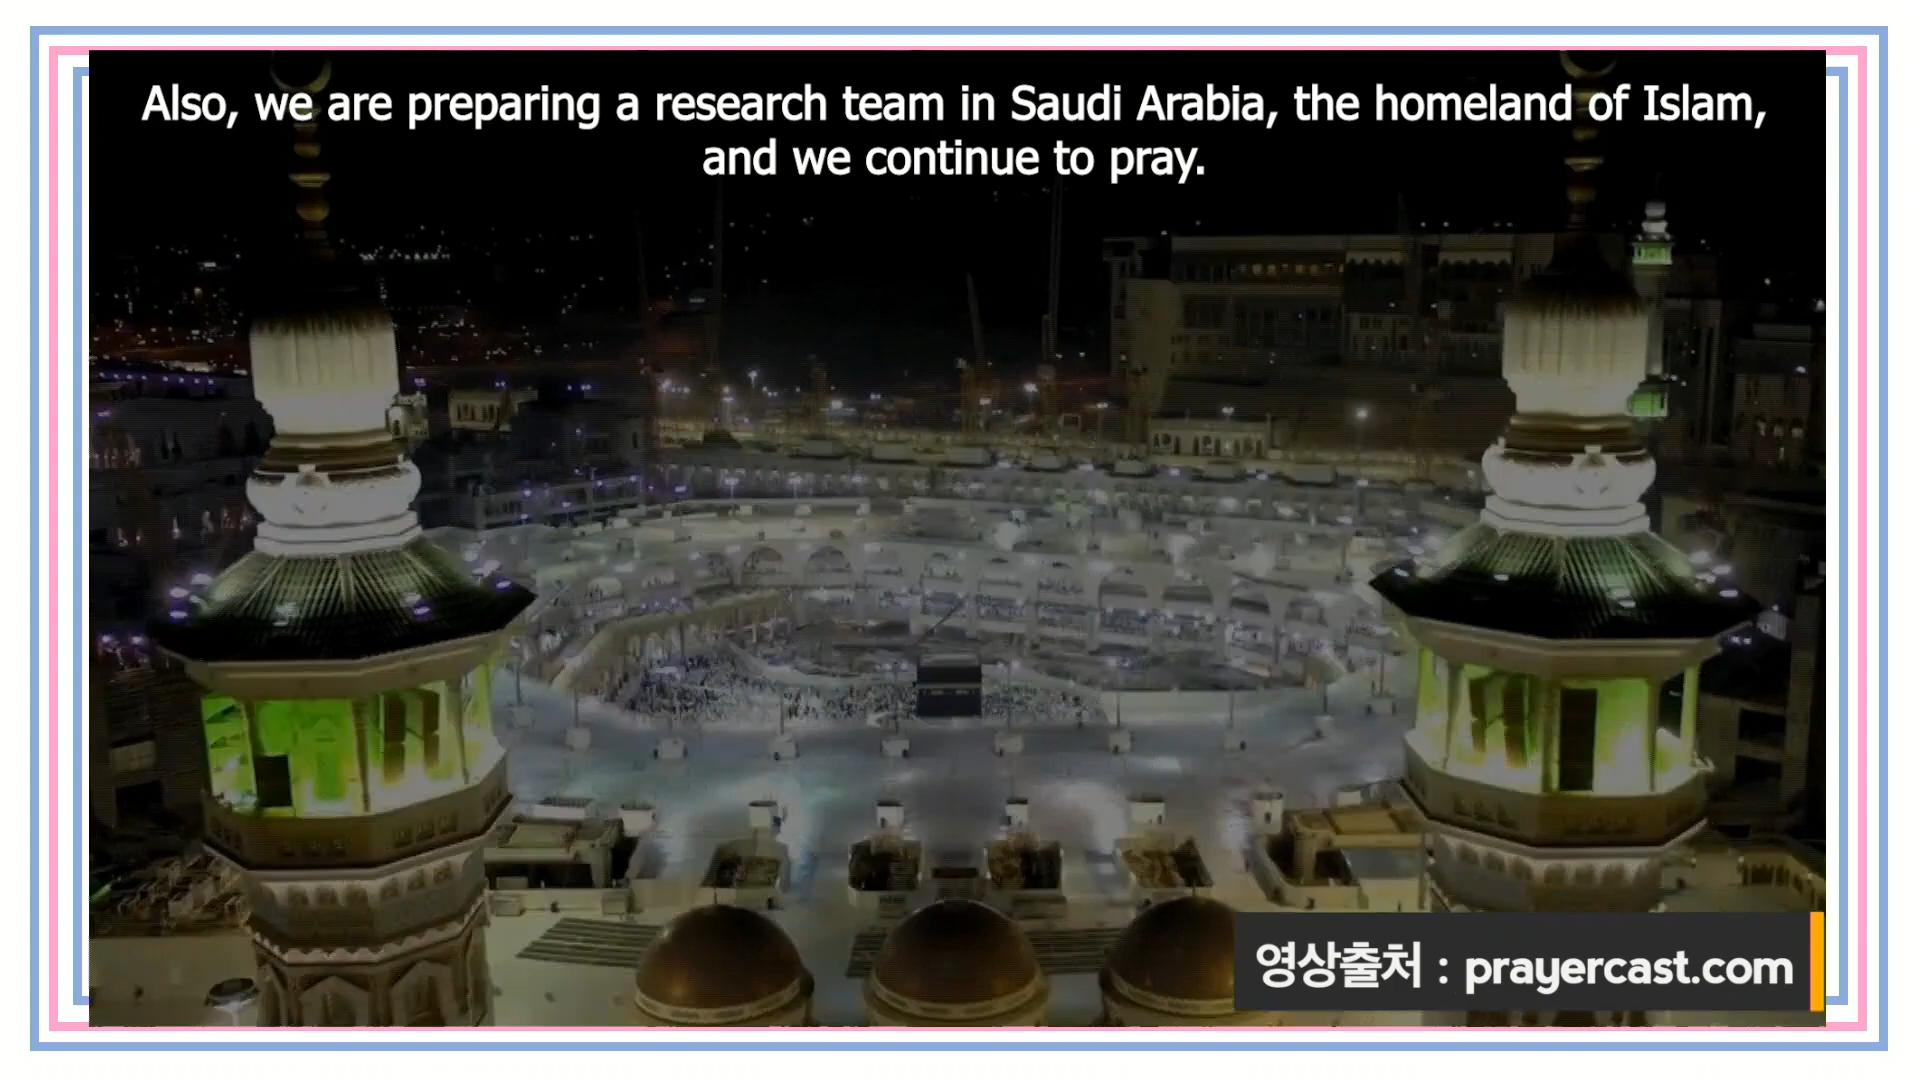 Also, we are preparing a research team in Saudi Arabia, the homeland of Islam,
and we continue to pray.
영상출처 : prayercast.com